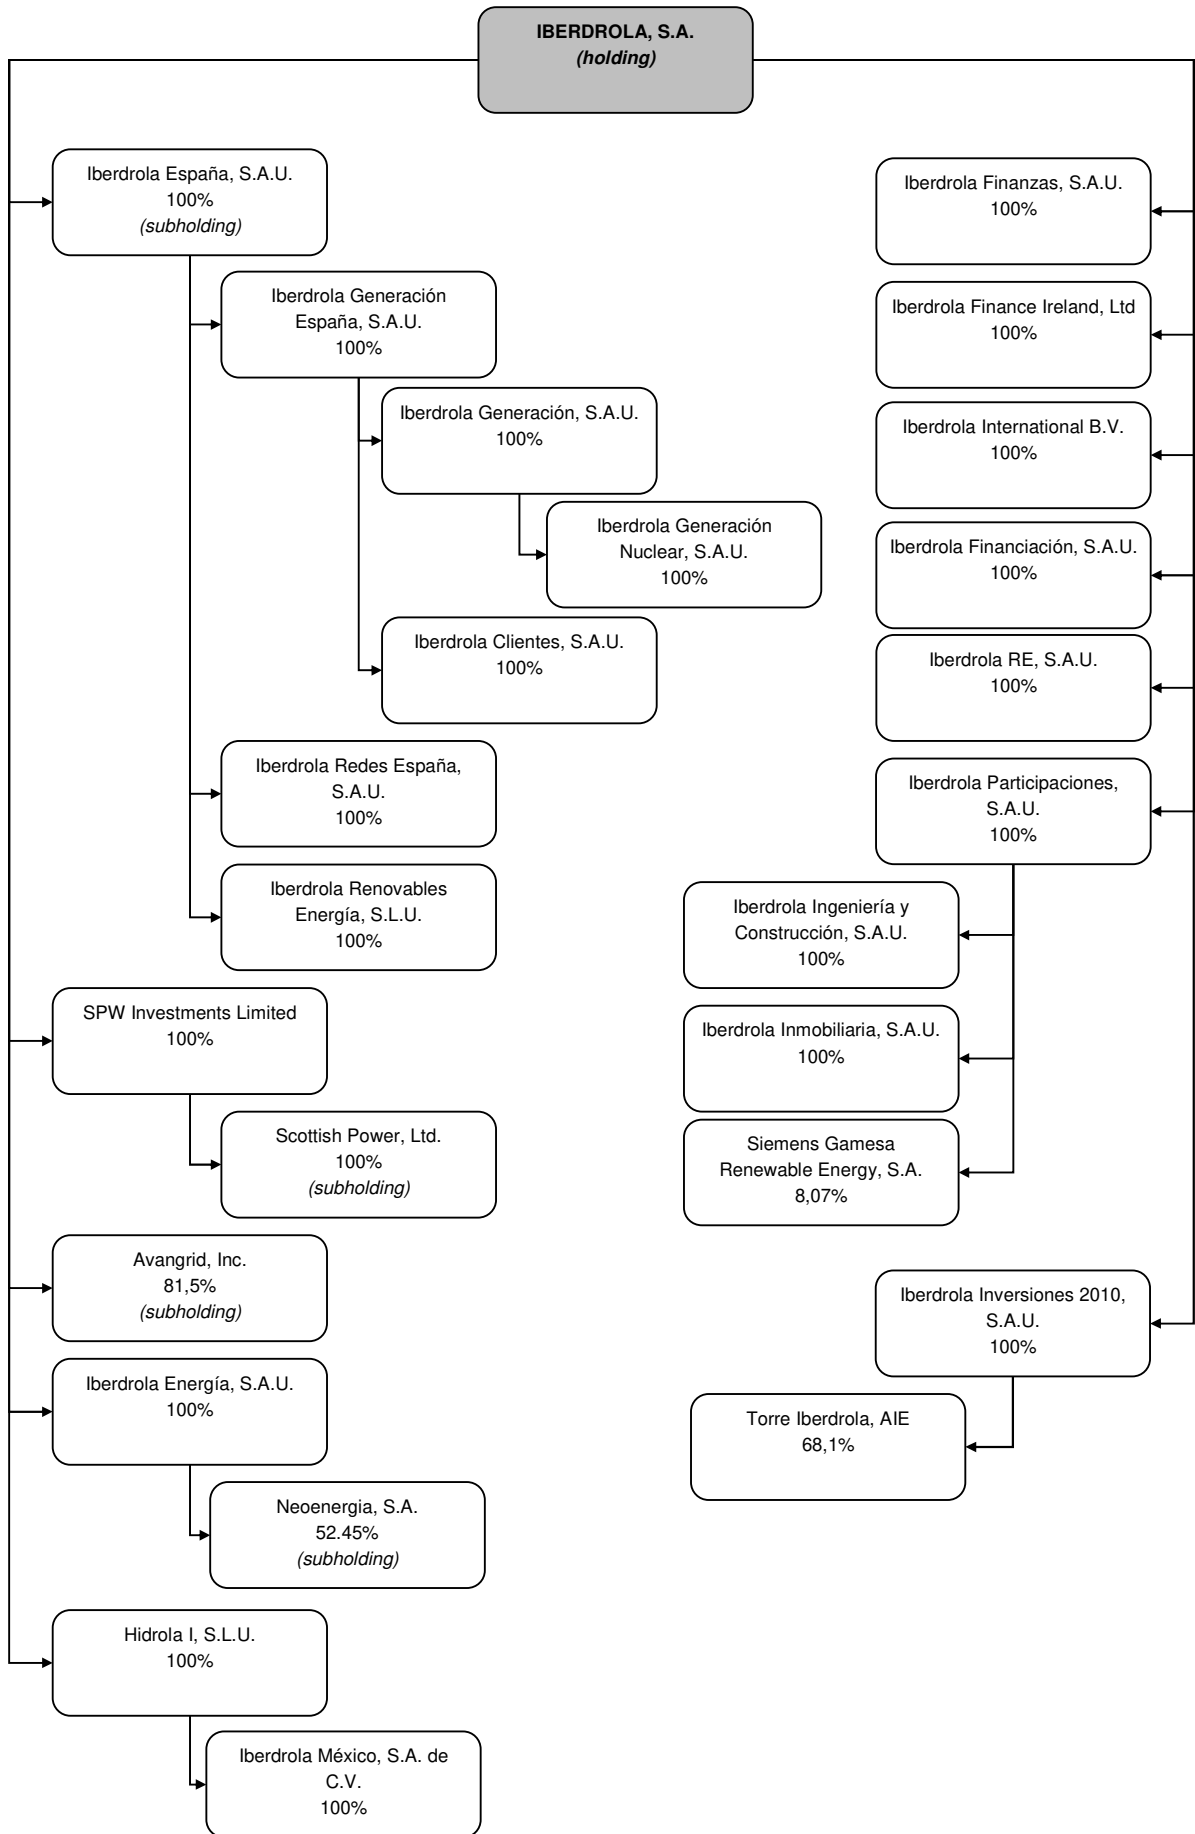 IBERDROLA, S.A.
(holding)
Iberdrola España, S.A.U.
100%
(subholding)
Iberdrola Generación
España, S.A.U.
100%
Iberdrola Generación, S.A.U.
100%
Iberdrola Generación
Nuclear, S.A.U.
100%
Iberdrola Clientes, S.A.U.
100%
Iberdrola Redes España,
S.A.U.
100%
Iberdrola Renovables
Energía, S.L.U.
100%
SPW Investments Limited
100%
Scottish Power, Ltd.
100%
(subholding)
Avangrid, Inc.
81,5%
(subholding)
Iberdrola Energía, S.A.U.
100%
Neoenergia, S.A.
52.45%
(subholding)
Hidrola I, S.L.U.
100%
Iberdrola México, S.A. de
C.V.
100%
Iberdrola Finanzas, S.A.U.
100%
Iberdrola Finance Ireland, Ltd
100%
Iberdrola International B.V.
100%
Iberdrola Financiación, S.A.U.
100%
Iberdrola RE, S.A.U.
100%
Iberdrola Participaciones,
S.A.U.
100%
Iberdrola Ingeniería y
Construcción, S.A.U.
100%
Iberdrola Inmobiliaria, S.A.U.
100%
Siemens Gamesa
Renewable Energy, S.A.
8,07%
Iberdrola Inversiones 2010,
S.A.U.
100%
Torre Iberdrola, AIE
68,1%